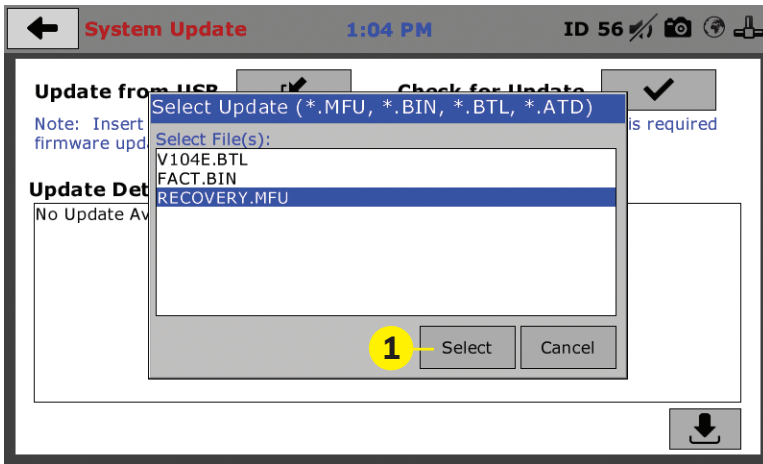 System Update 1:04 PM ID 56
Update from USB Check for Update
Select Update (*.MFU, *.BIN, *.BTL, *.ATD)
Note: Insert is required
firmware upd
Select File(s):
V104E.BTL
FACT.BIN
RECOVERY.MFU
Update Det
No Update Av
1 Select Cancel